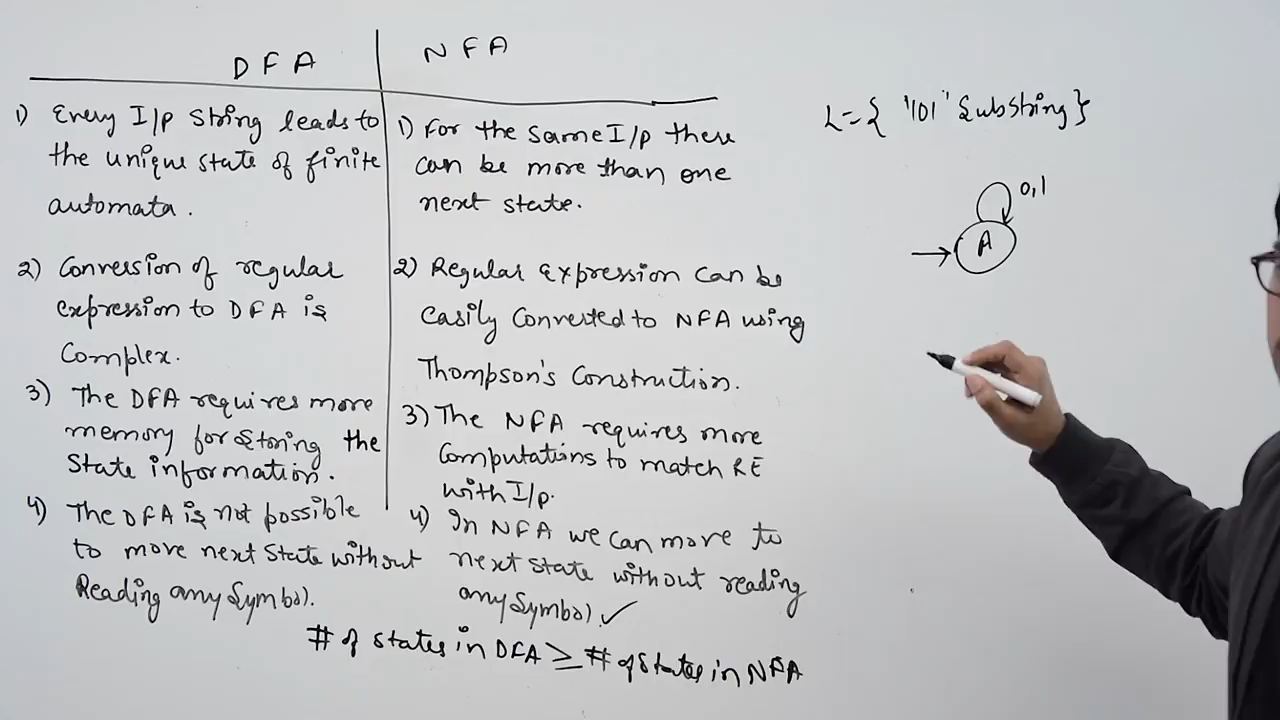 DFA
NFA
1) Every I/p string leads to
the unique state of finite
automata.
2) Conversion of regular
expression to DFA is
Complex.
3) The DFA requires more
memory for storing the
State information.
4) The DFA is not possible
to move next state without
Reading any Symbol.
1) For the same I/p there
can be more than one
next state.
2) Regular expression can be
easily Converted to NFA using
Thompson's Construction.
3) The NFA requires more
Computations to match RE
with I/p.
4) In NFA we can move to
next state without reading
any Symbol ✓
# of states in DFA ≥ # of States in NFA
L={ '101' Substring}
0,1
A